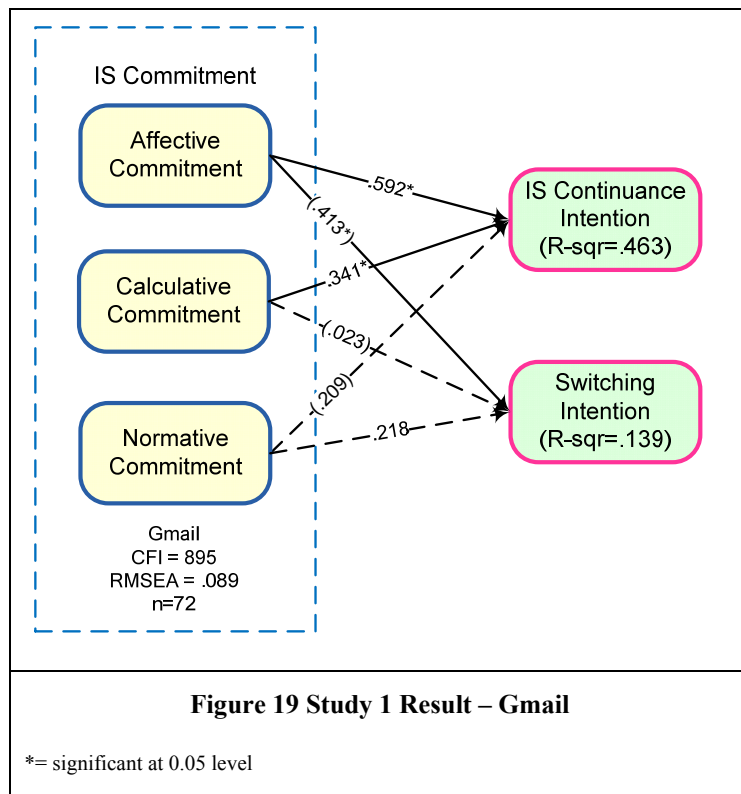 IS Commitment
Affective
Commitment
Calculative
Commitment
Normative
Commitment
Gmail
CFI = 895
RMSEA = .089
n=72
.592*
(.413*)
.341*
(.023)
(.209)
.218
IS Continuance
Intention
(R-sqr=.463)
Switching
Intention
(R-sqr=.139)
Figure 19 Study 1 Result – Gmail
*= significant at 0.05 level